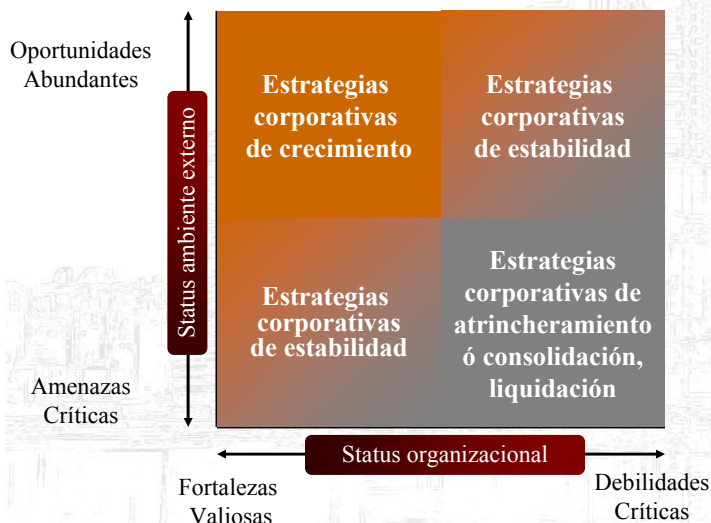 Oportunidades
Abundantes
Status ambiente externo
Amenazas
Críticas
Estrategias
corporativas
de crecimiento
Estrategias
corporativas
de estabilidad
Estrategias
corporativas
de estabilidad
Estrategias
corporativas de
atrincheramiento
ó consolidación,
liquidación
Status organizacional
Fortalezas
Valiosas
Debilidades
Críticas